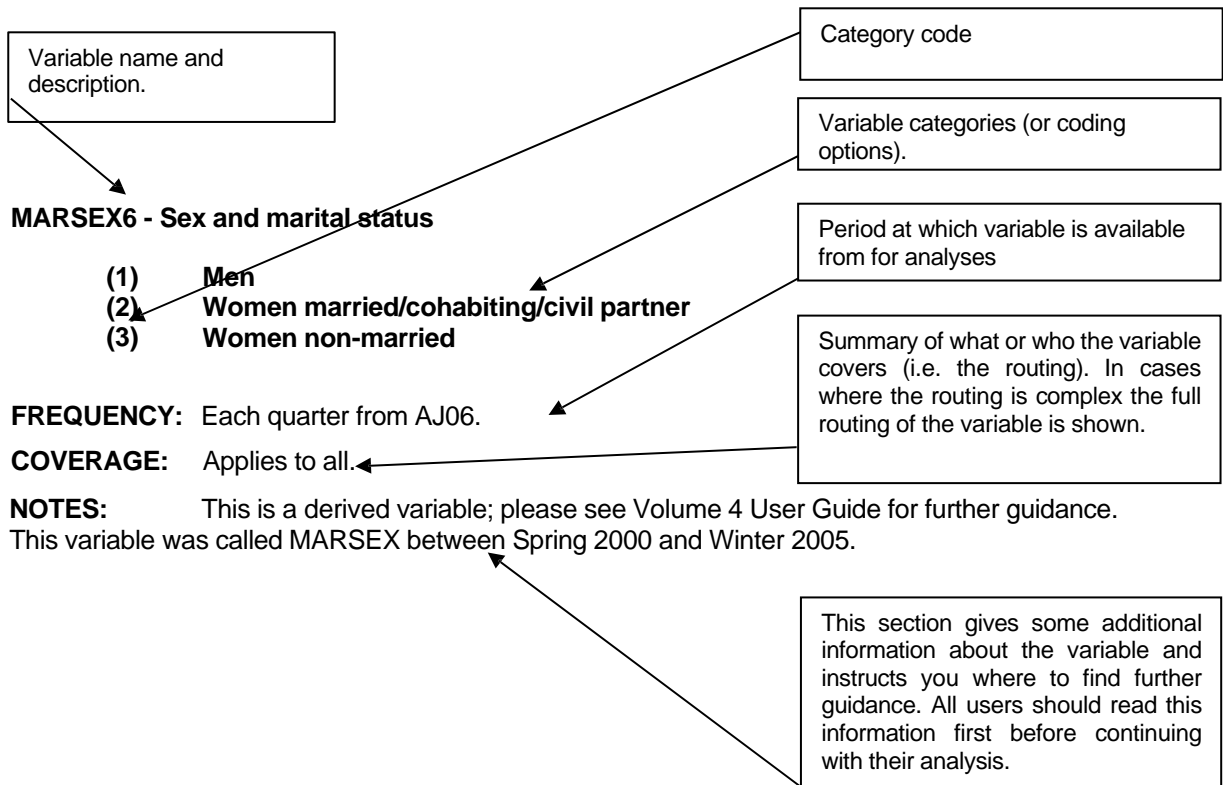 Variable name and
description.
Category code
Variable categories (or coding
options).
MARSEX6 - Sex and marital status
Period at which variable is available
from for analyses
(1) Men
(2) Women married/cohabiting/civil partner
(3) Women non-married
Summary of what or who the variable
covers (i.e. the routing). In cases
where the routing is complex the full
routing of the variable is shown.
FREQUENCY: Each quarter from AJ06.
COVERAGE: Applies to all.
NOTES: This is a derived variable; please see Volume 4 User Guide for further guidance.
This variable was called MARSEX between Spring 2000 and Winter 2005.
This section gives some additional
information about the variable and
instructs you where to find further
guidance. All users should read this
information first before continuing
with their analysis.